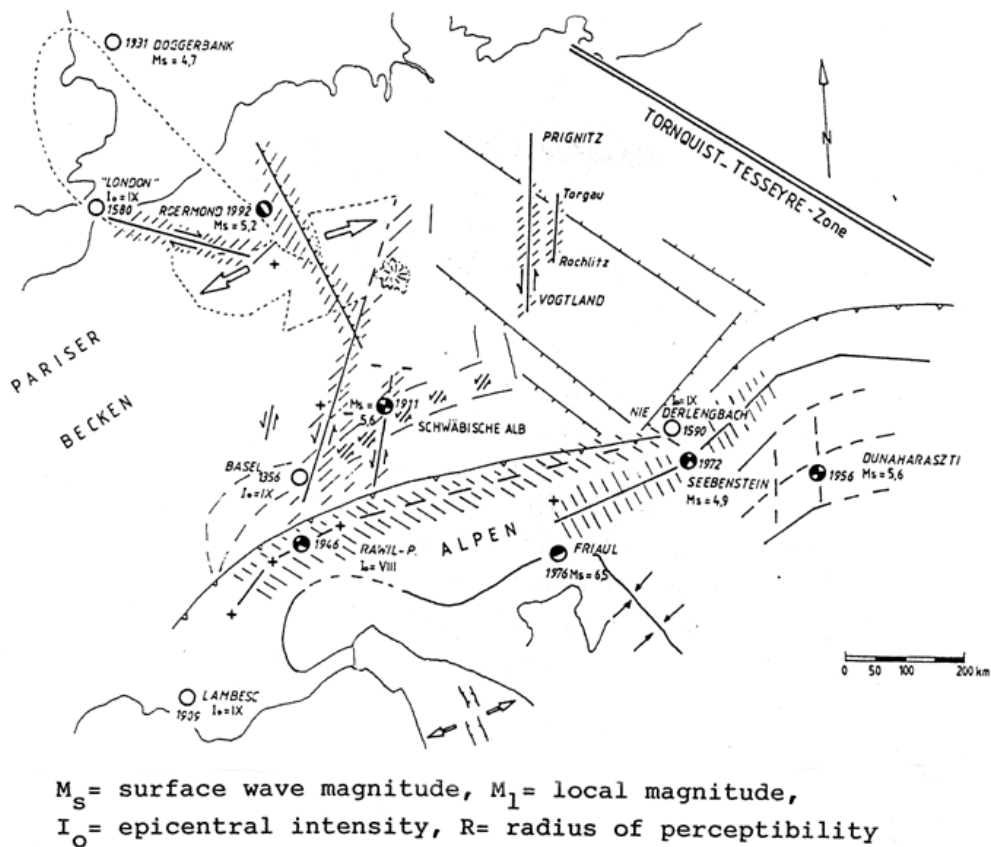 1931 DOGGERBANK
Ms = 4,7
TORNQUIST-TESSEYRE-Zone
N
PRIGNITZ
Torgau
"LONDON"
I₀=IX
1580
ROERMOND 1992
Ms = 5,2
Rochlitz
VOGTLAND
PARISER
BECKEN
Ms =
5,6
1911
SCHWÄBISCHE ALB
I₀=IX
NIEDERLENGBACH
1590
BASEL
1356
I₀=IX
1972
SEEBENSTEIN
Ms = 4,9
DUNAHARASZTI
1956 Ms = 5,6
1946
RAWIL-P.
I₀= VIII
ALPEN
FRIAUL
1976 Ms = 6,5
0 50 100 200 km
LAMBESC
1909 I₀=IX
Ms= surface wave magnitude, Ml= local magnitude,
Io= epicentral intensity, R= radius of perceptibility